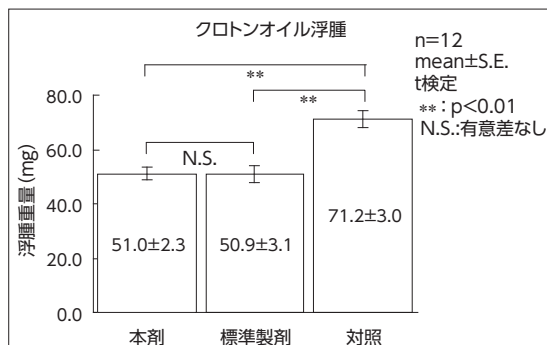 クロトンオイル浮腫
n=12
mean±S.E.
t検定
**：p<0.01
N.S.:有意差なし
**
**
N.S.
浮腫重量(mg)
80.0
60.0
40.0
20.0
0.0
51.0±2.3
50.9±3.1
71.2±3.0
本剤
標準製剤
対照